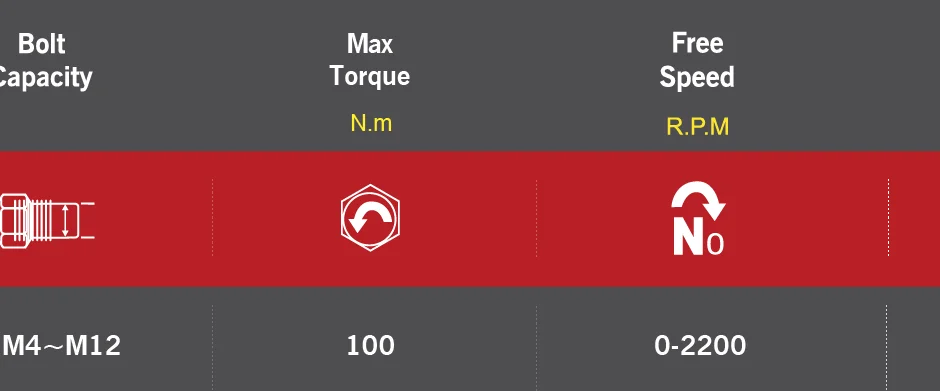 Bolt
Capacity
Max
Torque
N.m
Free
Speed
R.P.M
N0
M4~M12
100
0-2200